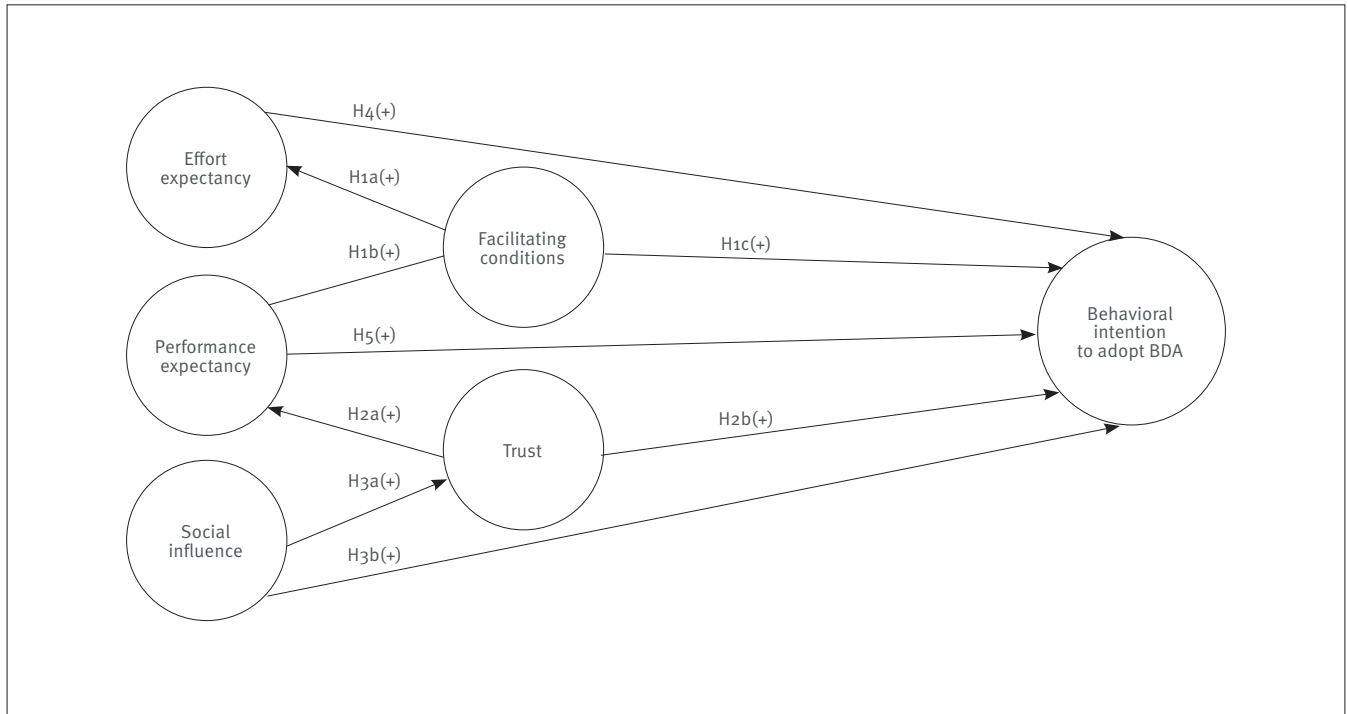 H4(+)
Effort
expectancy
H1a(+)
Facilitating
conditions
H1b(+)
H1c(+)
Behavioral
intention
to adopt BDA
Performance
expectancy
H5(+)
H2a(+)
Trust
H2b(+)
H3a(+)
Social
influence
H3b(+)